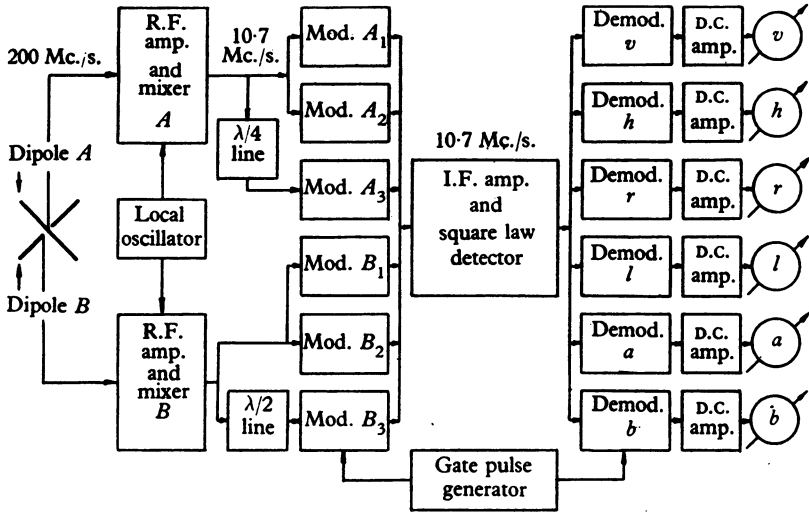 200 Mc./s.
R.F.
amp.
and
mixer
A
10·7
Mc./s.
λ/4
line
Dipole A
Local
oscillator
Dipole B
R.F.
amp.
and
mixer
B
λ/2
line
Mod. A1
Mod. A2
Mod. A3
Mod. B1
Mod. B2
Mod. B3
10·7 Mc./s.
I.F. amp.
and
square law
detector
Gate pulse
generator
Demod.
v
D.C.
amp.
v
Demod.
h
D.C.
amp.
h
Demod.
r
D.C.
amp.
r
Demod.
l
D.C.
amp.
l
Demod.
a
D.C.
amp.
a
Demod.
b
D.C.
amp.
b